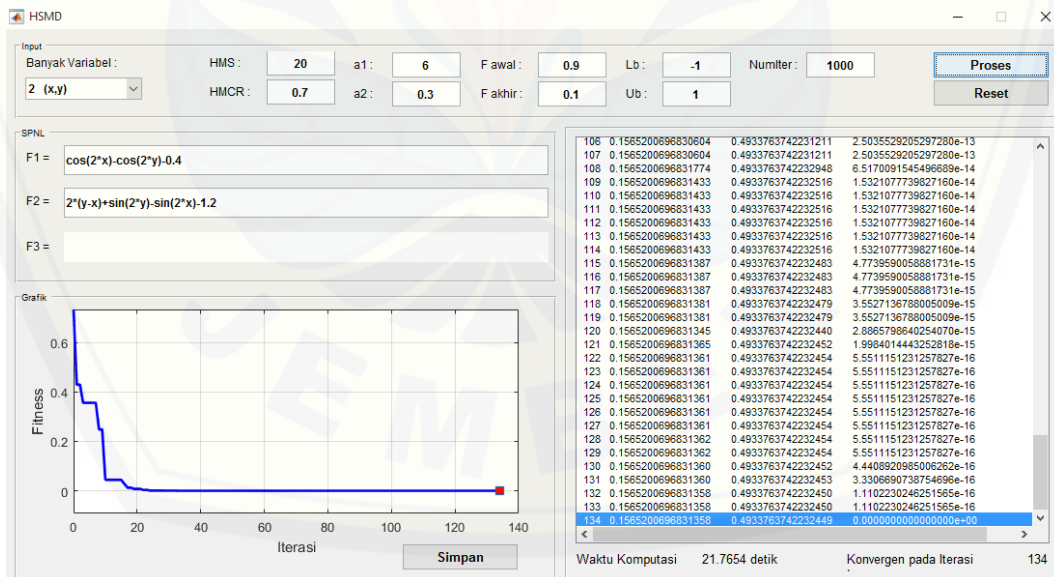 HSMD
Input
Banyak Variabel :
HMS : 20 a1 : 6 F awal : 0.9 Lb : -1 NumIter : 1000 Proses
2 (x,y)
HMCR : 0.7 a2 : 0.3 F akhir : 0.1 Ub : 1 Reset
SPNL
F1 = cos(2*x)-cos(2*y)-0.4
F2 = 2*(y-x)+sin(2*y)-sin(2*x)-1.2
F3 =
Grafik
0.6
0.4
0.2
0
Fitness
0 20 40 60 80 100 120 140
Iterasi
Simpan
106 0.1565200696830604 0.4933763742231211 2.5035529205297280e-13
107 0.1565200696830604 0.4933763742231211 2.5035529205297280e-13
108 0.1565200696831774 0.4933763742232948 6.5170091545496689e-14
109 0.1565200696831433 0.4933763742232516 1.5321077739827160e-14
110 0.1565200696831433 0.4933763742232516 1.5321077739827160e-14
111 0.1565200696831433 0.4933763742232516 1.5321077739827160e-14
112 0.1565200696831433 0.4933763742232516 1.5321077739827160e-14
113 0.1565200696831433 0.4933763742232516 1.5321077739827160e-14
114 0.1565200696831433 0.4933763742232516 1.5321077739827160e-14
115 0.1565200696831387 0.4933763742232483 4.7739590058881731e-15
116 0.1565200696831387 0.4933763742232483 4.7739590058881731e-15
117 0.1565200696831387 0.4933763742232483 4.7739590058881731e-15
118 0.1565200696831381 0.4933763742232479 3.5527136788005009e-15
119 0.1565200696831381 0.4933763742232479 3.5527136788005009e-15
120 0.1565200696831345 0.4933763742232440 2.8865798640254070e-15
121 0.1565200696831365 0.4933763742232452 1.9984014443252818e-15
122 0.1565200696831361 0.4933763742232454 5.5511151231257827e-16
123 0.1565200696831361 0.4933763742232454 5.5511151231257827e-16
124 0.1565200696831361 0.4933763742232454 5.5511151231257827e-16
125 0.1565200696831361 0.4933763742232454 5.5511151231257827e-16
126 0.1565200696831361 0.4933763742232454 5.5511151231257827e-16
127 0.1565200696831361 0.4933763742232454 5.5511151231257827e-16
128 0.1565200696831362 0.4933763742232454 5.5511151231257827e-16
129 0.1565200696831362 0.4933763742232454 5.5511151231257827e-16
130 0.1565200696831360 0.4933763742232452 4.4408920985006262e-16
131 0.1565200696831360 0.4933763742232453 3.3306690738754696e-16
132 0.1565200696831358 0.4933763742232450 1.1102230246251565e-16
133 0.1565200696831358 0.4933763742232450 1.1102230246251565e-16
134 0.1565200696831358 0.4933763742232449 0.0000000000000000e+00
Waktu Komputasi 21.7654 detik Konvergen pada Iterasi 134